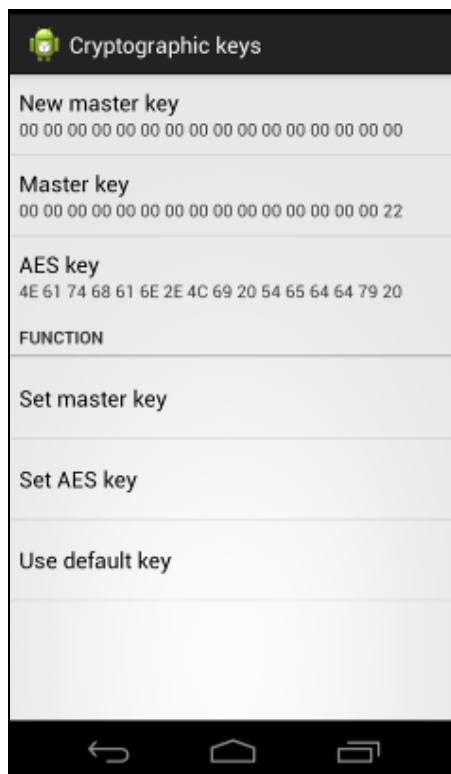 Cryptographic keys
New master key
00 00 00 00 00 00 00 00 00 00 00 00 00 00 00 00
Master key
00 00 00 00 00 00 00 00 00 00 00 00 00 00 00 22
AES key
4E 61 74 68 61 6E 2E 4C 69 20 54 65 64 64 79 20
FUNCTION
Set master key
Set AES key
Use default key